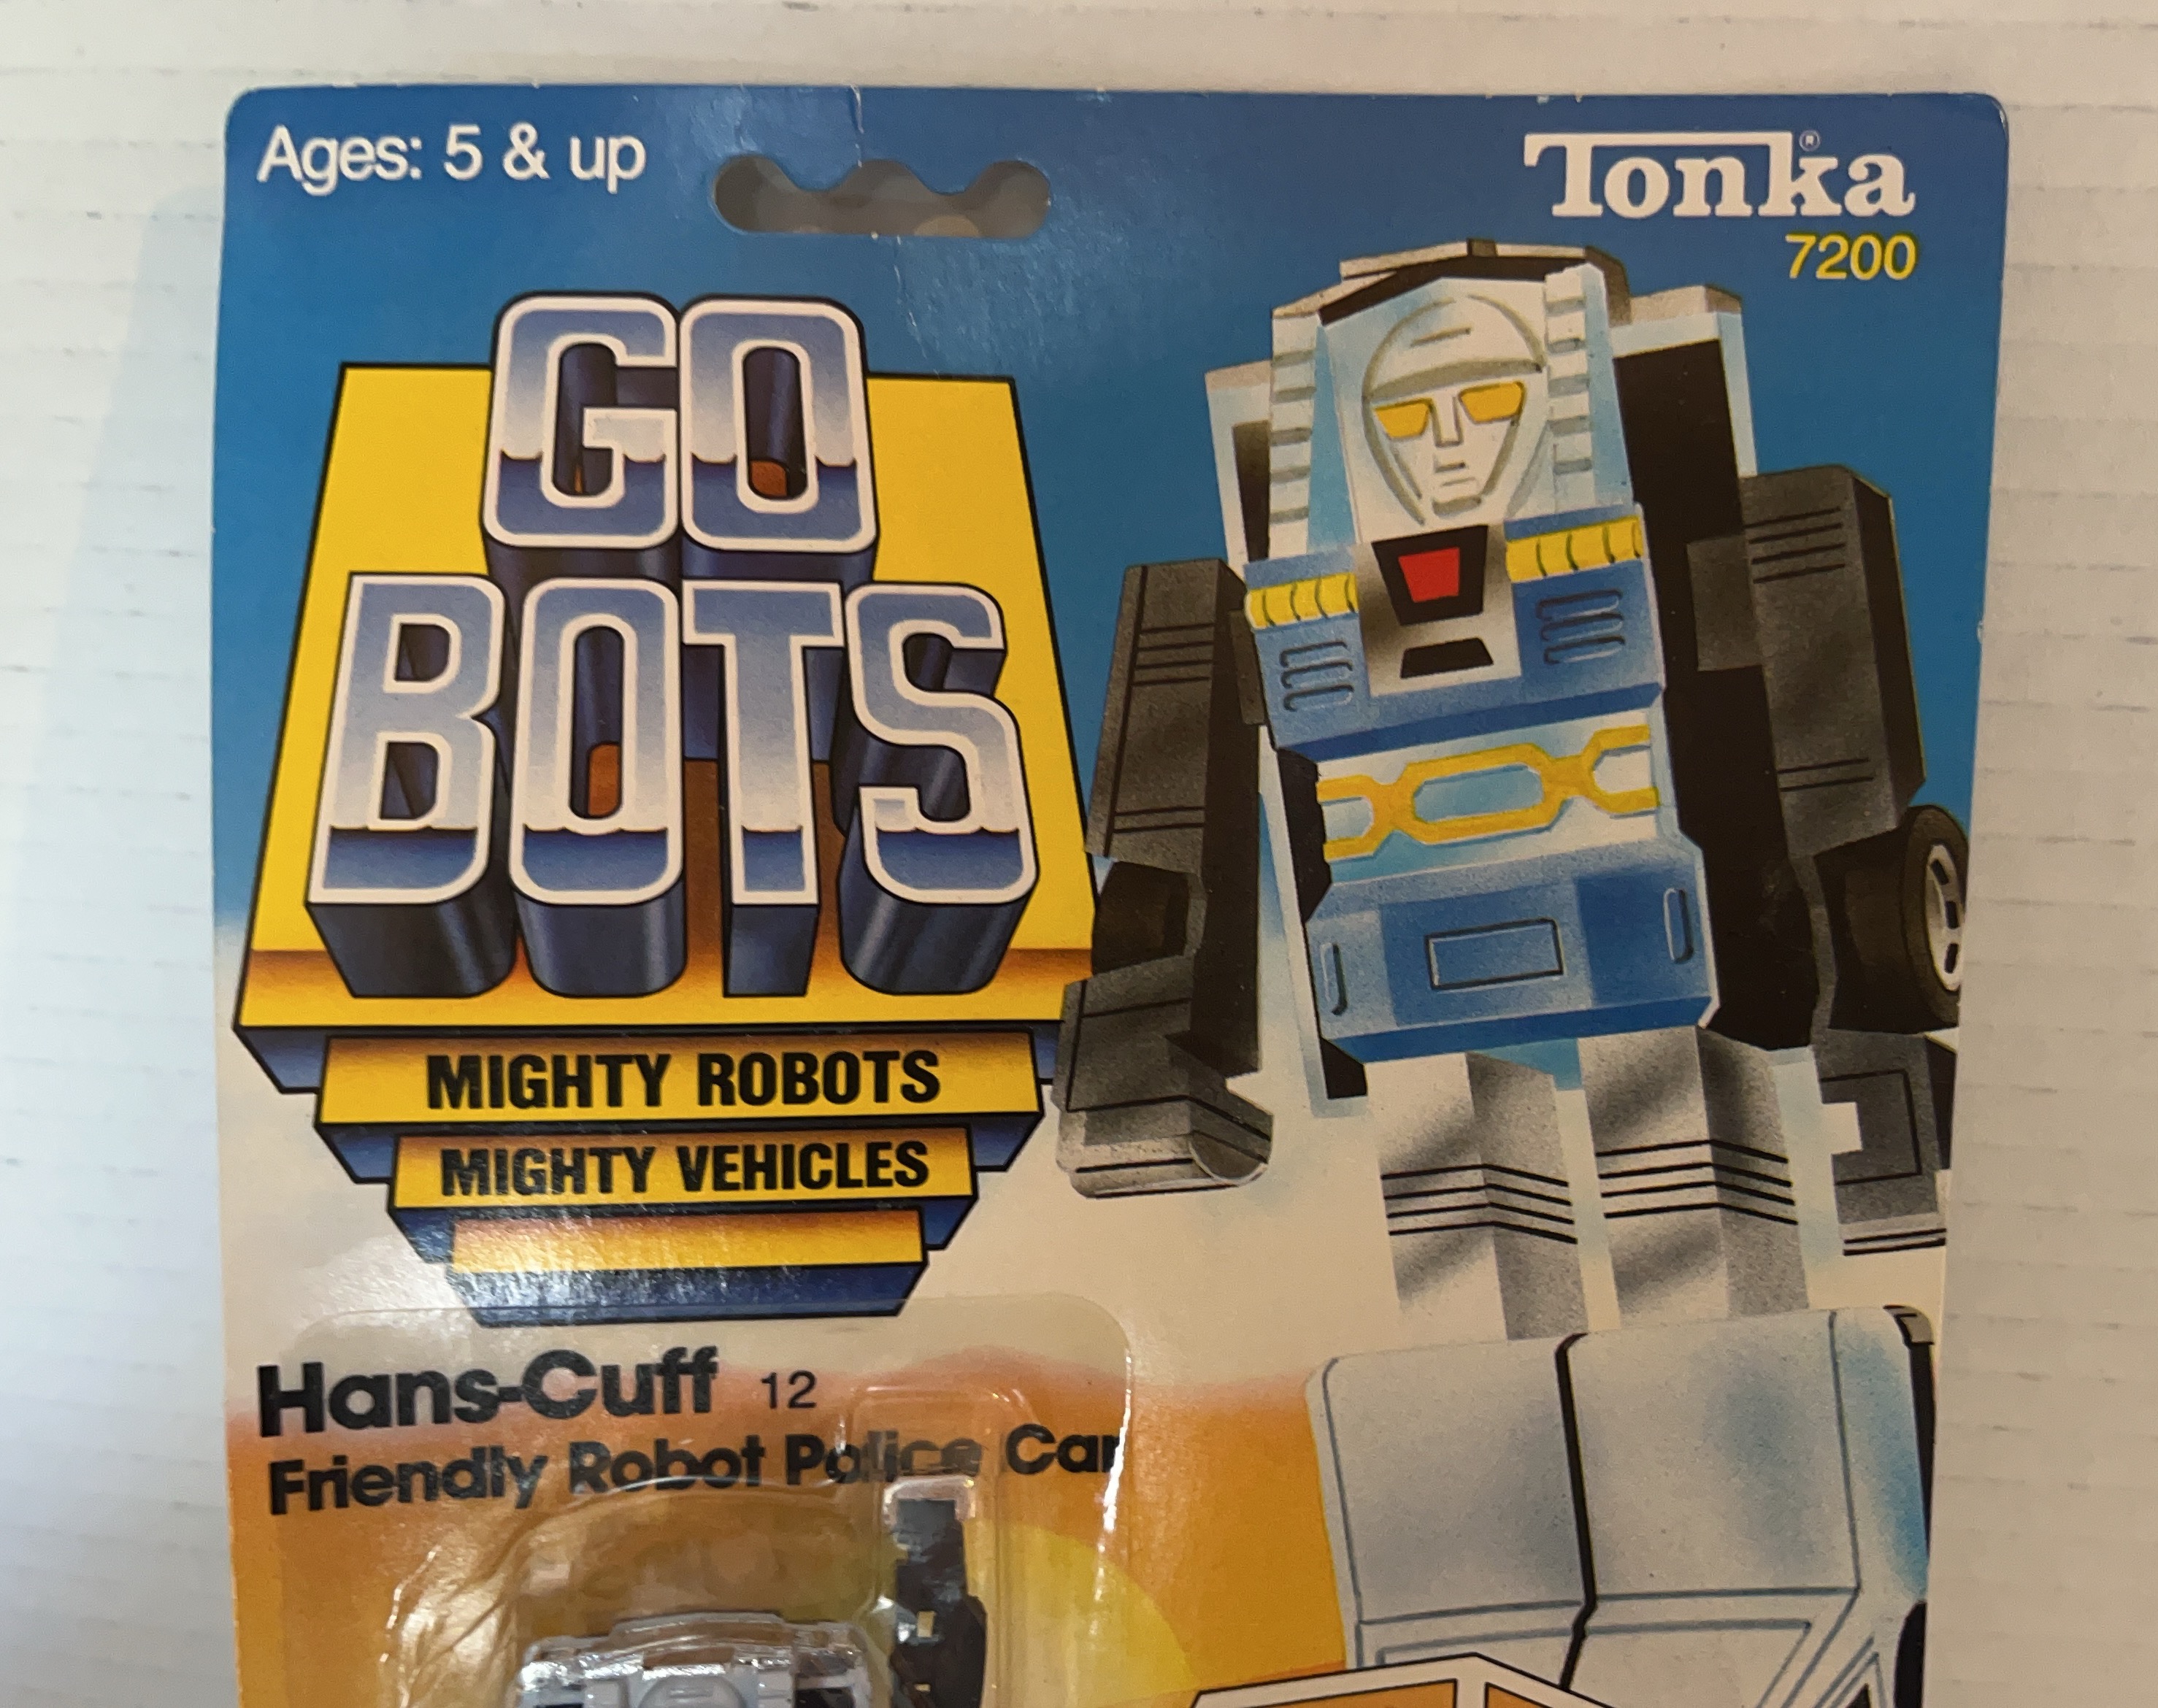 Ages: 5 & up
Tonka®
7200
GO
BOTS
MIGHTY ROBOTS
MIGHTY VEHICLES
Hans-Cuff 12
Friendly Robot Police Car